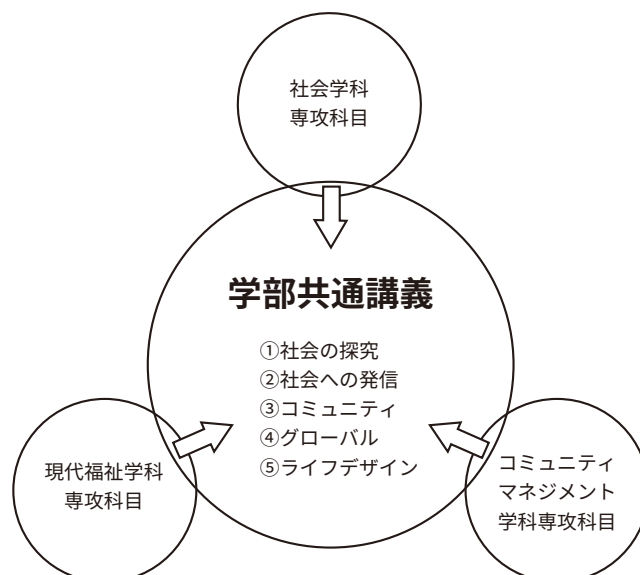 社会学科
専攻科目
学部共通講義
①社会の探究
②社会への発信
③コミュニティ
④グローバル
⑤ライフデザイン
現代福祉学科
専攻科目
コミュニティ
マネジメント
学科専攻科目